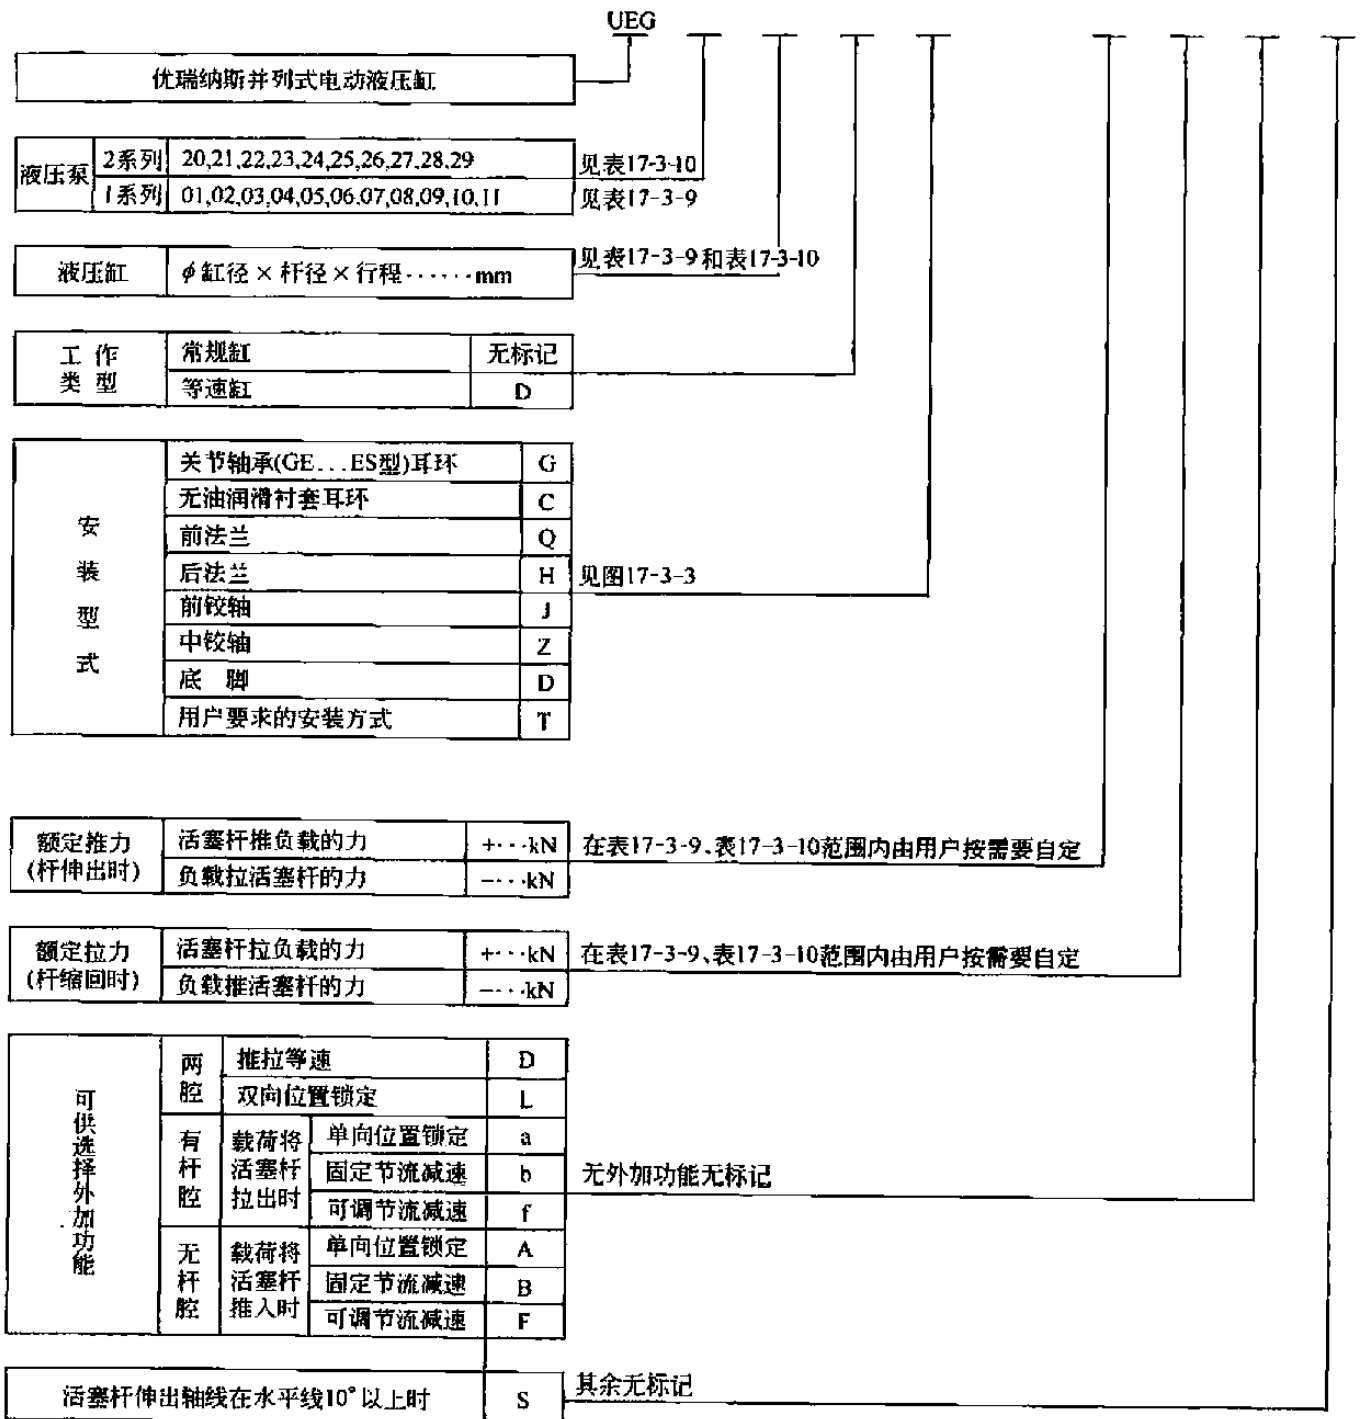 UEG
优瑞纳斯并列式电动液压缸
液压泵 2系列 20,21,22,23,24,25,26,27,28,29 见表17-3-10
1系列 01,02,03,04,05,06,07,08,09,10,11 见表17-3-9
液压缸 φ缸径×杆径×行程······mm 见表17-3-9和表17-3-10
工作类型 常规缸 无标记
等速缸 D
安装型式
关节轴承(GE...ES型)耳环 G
无油润滑衬套耳环 C
前法兰 Q
后法兰 H 见图17-3-3
前铰轴 J
中铰轴 Z
底 脚 D
用户要求的安装方式 T
额定推力(杆伸出时) 活塞杆推负载的力 +···kN 在表17-3-9、表17-3-10范围内由用户按需要自定
负载拉活塞杆的力 −···kN
额定拉力(杆缩回时) 活塞杆拉负载的力 +···kN 在表17-3-9、表17-3-10范围内由用户按需要自定
负载推活塞杆的力 −···kN
可供选择外加功能
两腔 推拉等速 D
双向位置锁定 L
有杆腔 载荷将活塞杆拉出时 单向位置锁定 a
固定节流减速 b 无外加功能无标记
可调节流减速 f
无杆腔 载荷将活塞杆推入时 单向位置锁定 A
固定节流减速 B
可调节流减速 F
活塞杆伸出轴线在水平线10°以上时 S 其余无标记